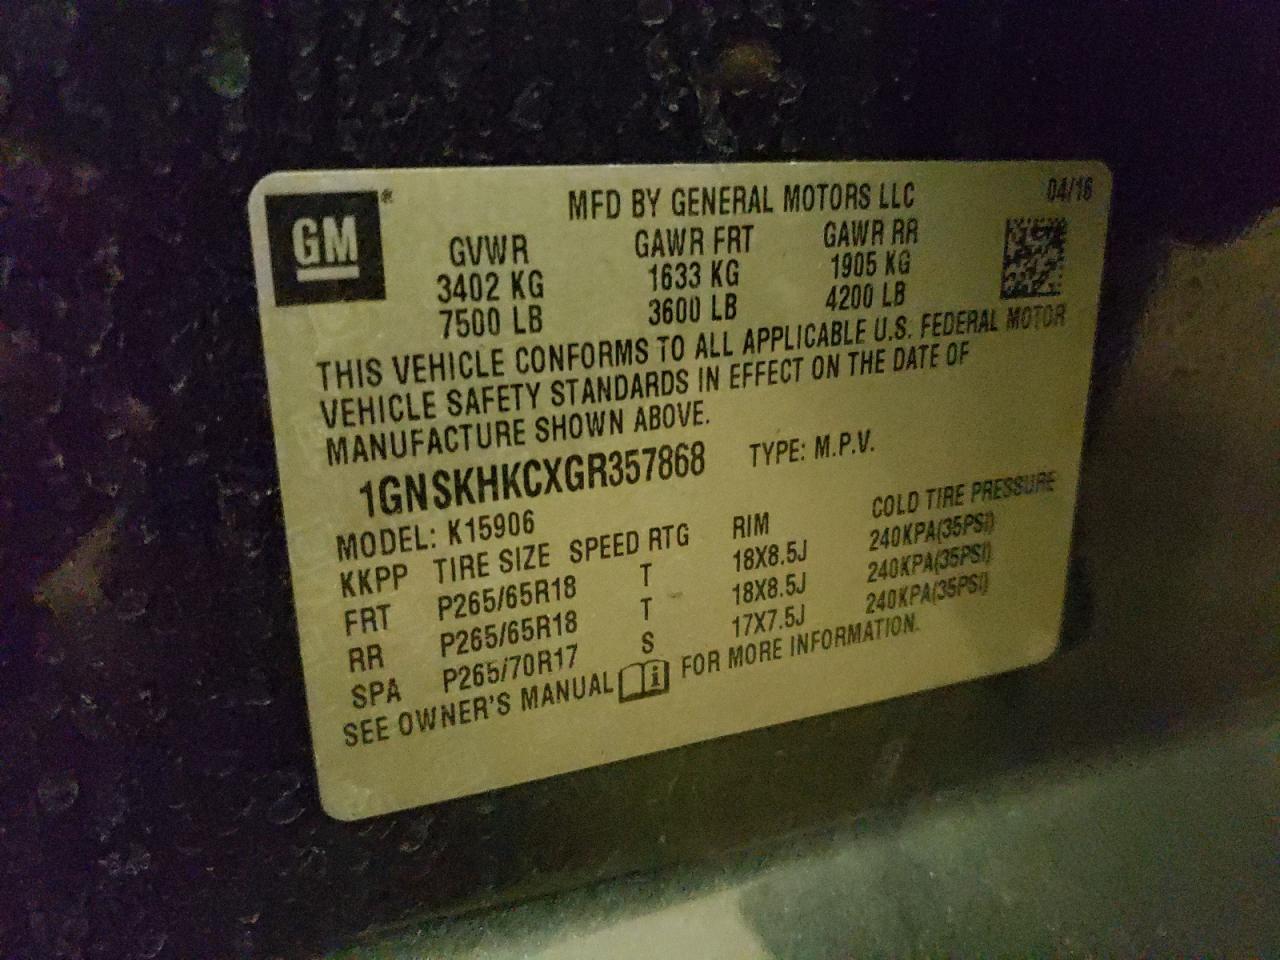 GM®
MFD BY GENERAL MOTORS LLC 04/16
GVWR GAWR FRT GAWR RR
3402 KG 1633 KG 1905 KG
7500 LB 3600 LB 4200 LB
THIS VEHICLE CONFORMS TO ALL APPLICABLE U.S. FEDERAL MOTOR
VEHICLE SAFETY STANDARDS IN EFFECT ON THE DATE OF
MANUFACTURE SHOWN ABOVE.
1GNSKHKCXGR357868 TYPE: M.P.V.
MODEL: K15906
KKPP TIRE SIZE SPEED RTG RIM COLD TIRE PRESSURE
FRT P265/65R18 T 18X8.5J 240KPA(35PSI)
RR P265/65R18 T 18X8.5J 240KPA(35PSI)
SPA P265/70R17 S 17X7.5J 240KPA(35PSI)
SEE OWNER'S MANUAL FOR MORE INFORMATION.